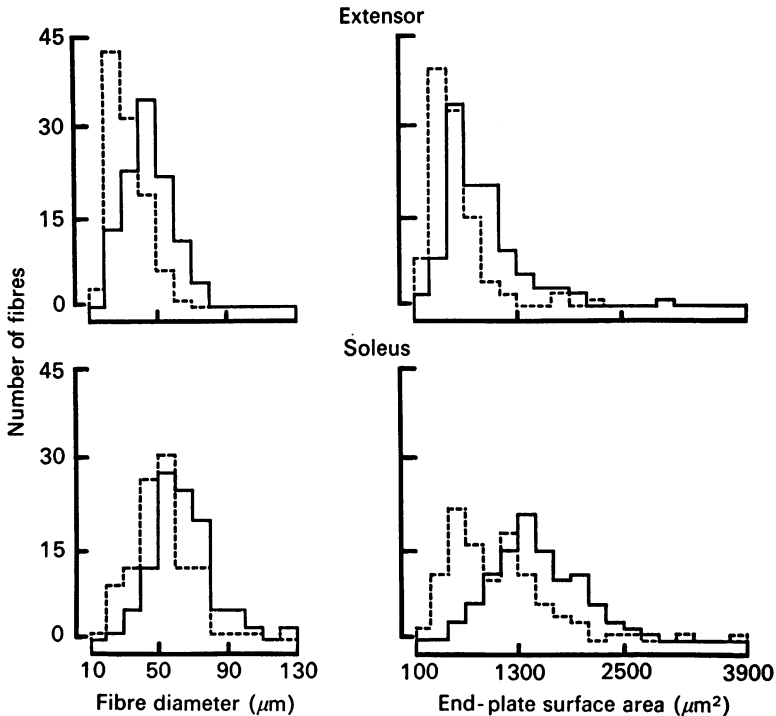 Extensor
45
30
15
0
Number of fibres
Soleus
45
30
15
0
10 50 90 130
100 1300 2500 3900
Fibre diameter (μm)
End-plate surface area (μm²)